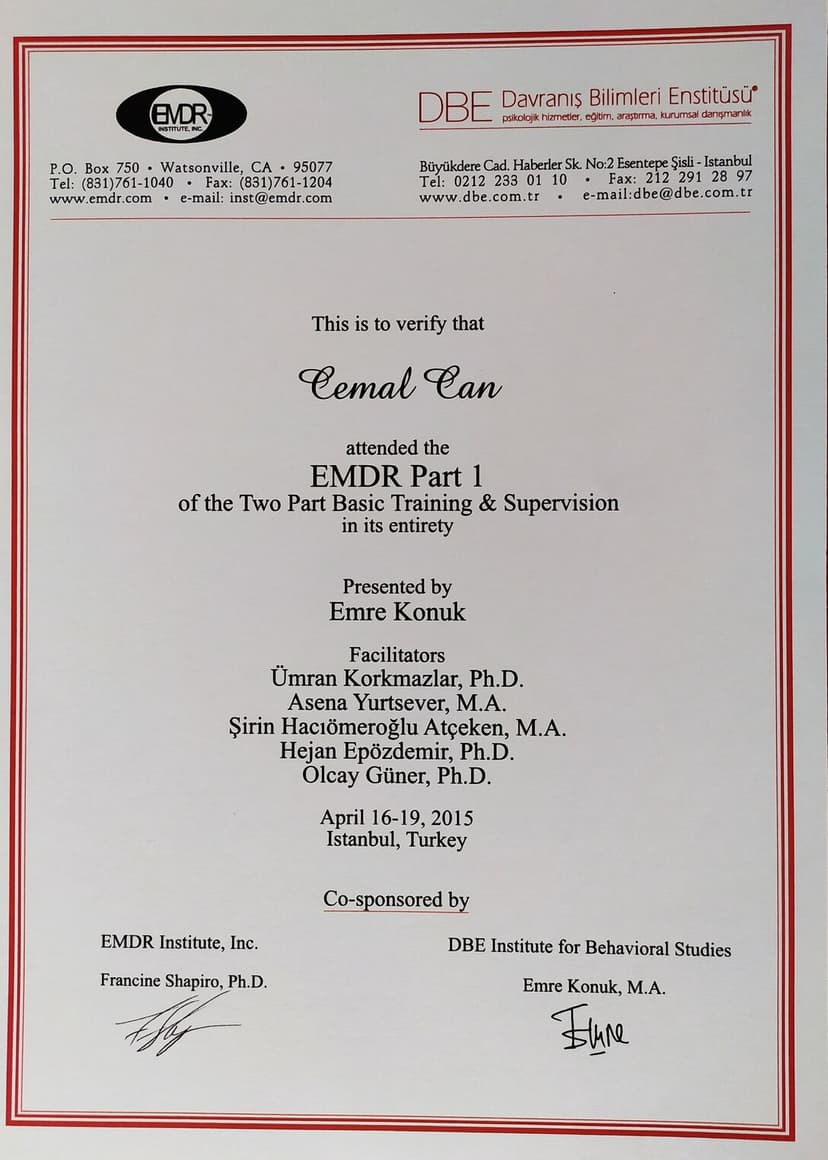 EMDR
INSTITUTE, INC.
P.O. Box 750 • Watsonville, CA • 95077
Tel: (831)761-1040 • Fax: (831)761-1204
www.emdr.com • e-mail: inst@emdr.com
DBE Davranış Bilimleri Enstitüsü
psikolojik hizmetler, eğitim, araştırma, kurumsal danışmanlık
Büyükdere Cad. Haberler Sk. No:2 Esentepe Şisli - Istanbul
Tel: 0212 233 01 10 • Fax: 212 291 28 97
www.dbe.com.tr • e-mail:dbe@dbe.com.tr
This is to verify that
Cemal Can
attended the
EMDR Part 1
of the Two Part Basic Training & Supervision
in its entirety
Presented by
Emre Konuk
Facilitators
Ümran Korkmazlar, Ph.D.
Asena Yurtsever, M.A.
Şirin Hacıömeroğlu Atçeken, M.A.
Hejan Epözdemir, Ph.D.
Olcay Güner, Ph.D.
April 16-19, 2015
Istanbul, Turkey
Co-sponsored by
EMDR Institute, Inc.
Francine Shapiro, Ph.D.
DBE Institute for Behavioral Studies
Emre Konuk, M.A.